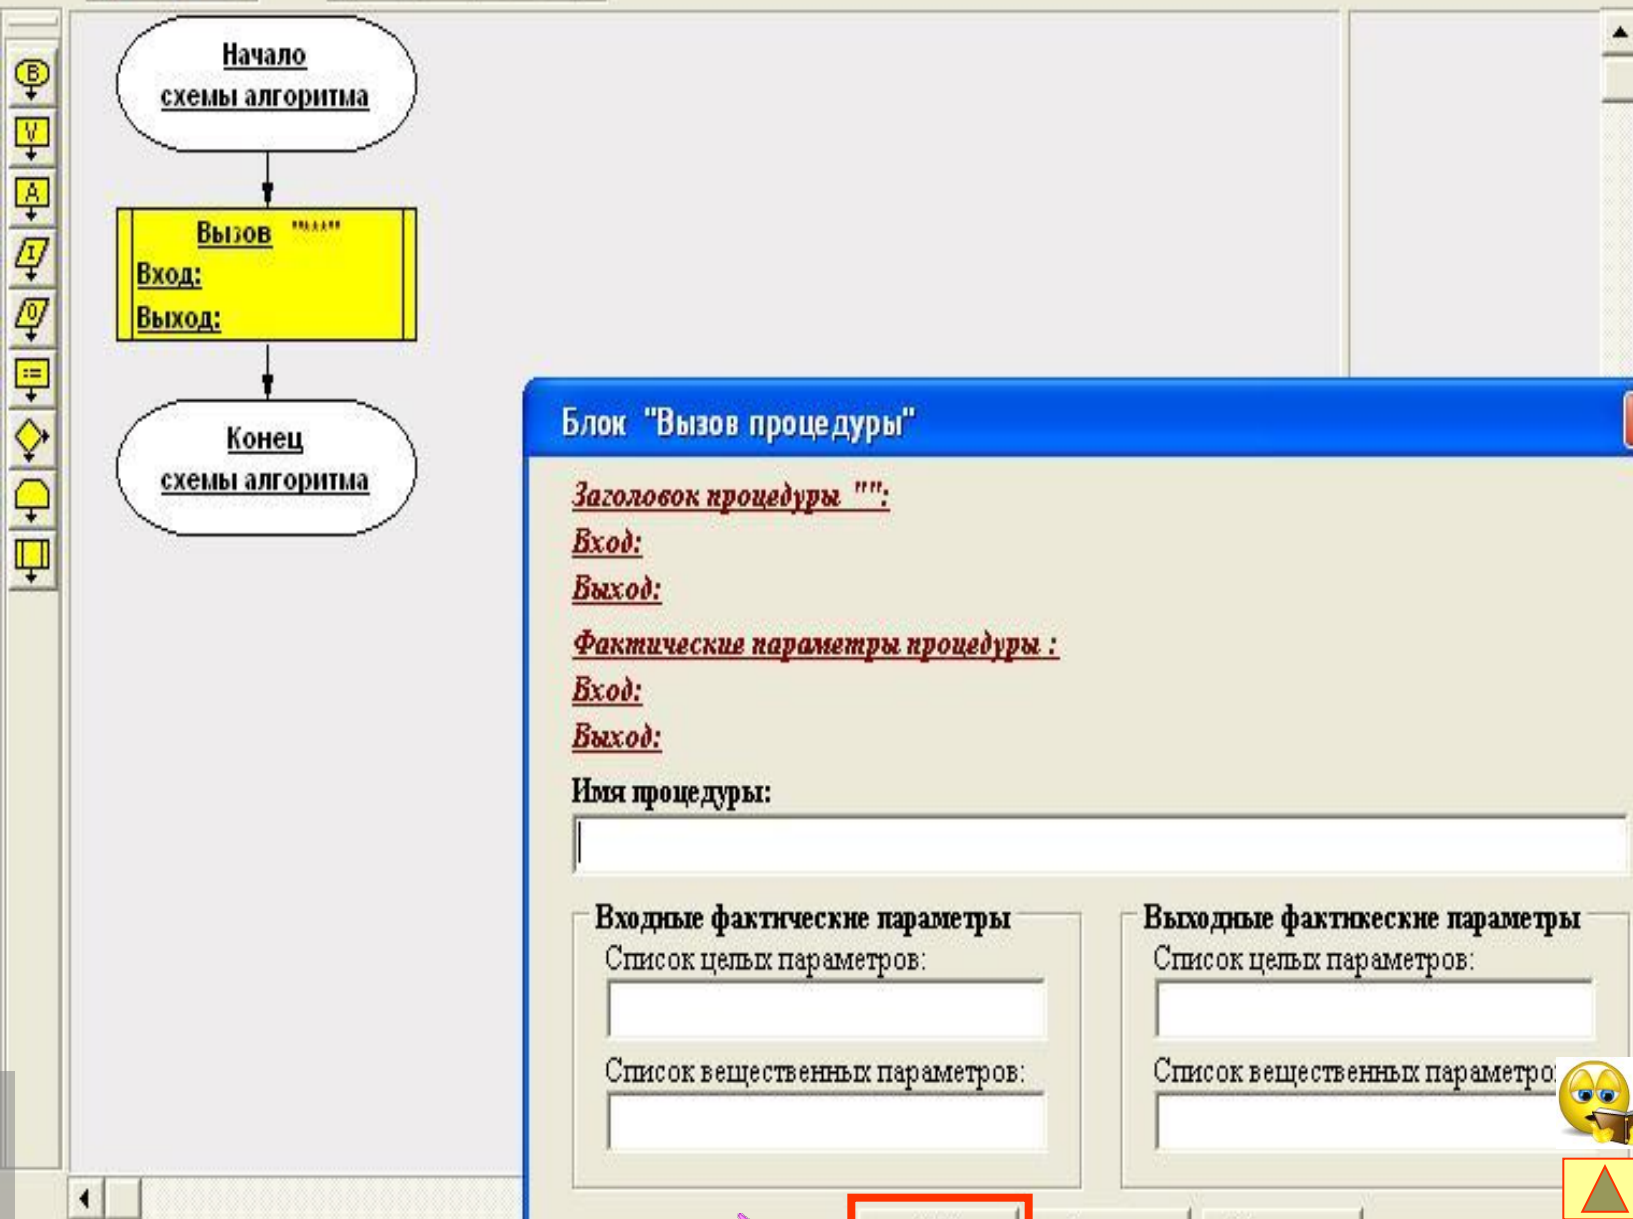 B
V
A
I
O
:=
Начало
схемы алгоритма
Вызов "***"
Вход:
Выход:
Конец
схемы алгоритма
Блок "Вызов процедуры"
Заголовок процедуры "":
Вход:
Выход:
Фактические параметры процедуры :
Вход:
Выход:
Имя процедуры:
Входные фактические параметры
Список целых параметров:
Список вещественных параметров:
Выходные фактикеские параметры
Список целых параметров:
Список вещественных параметро